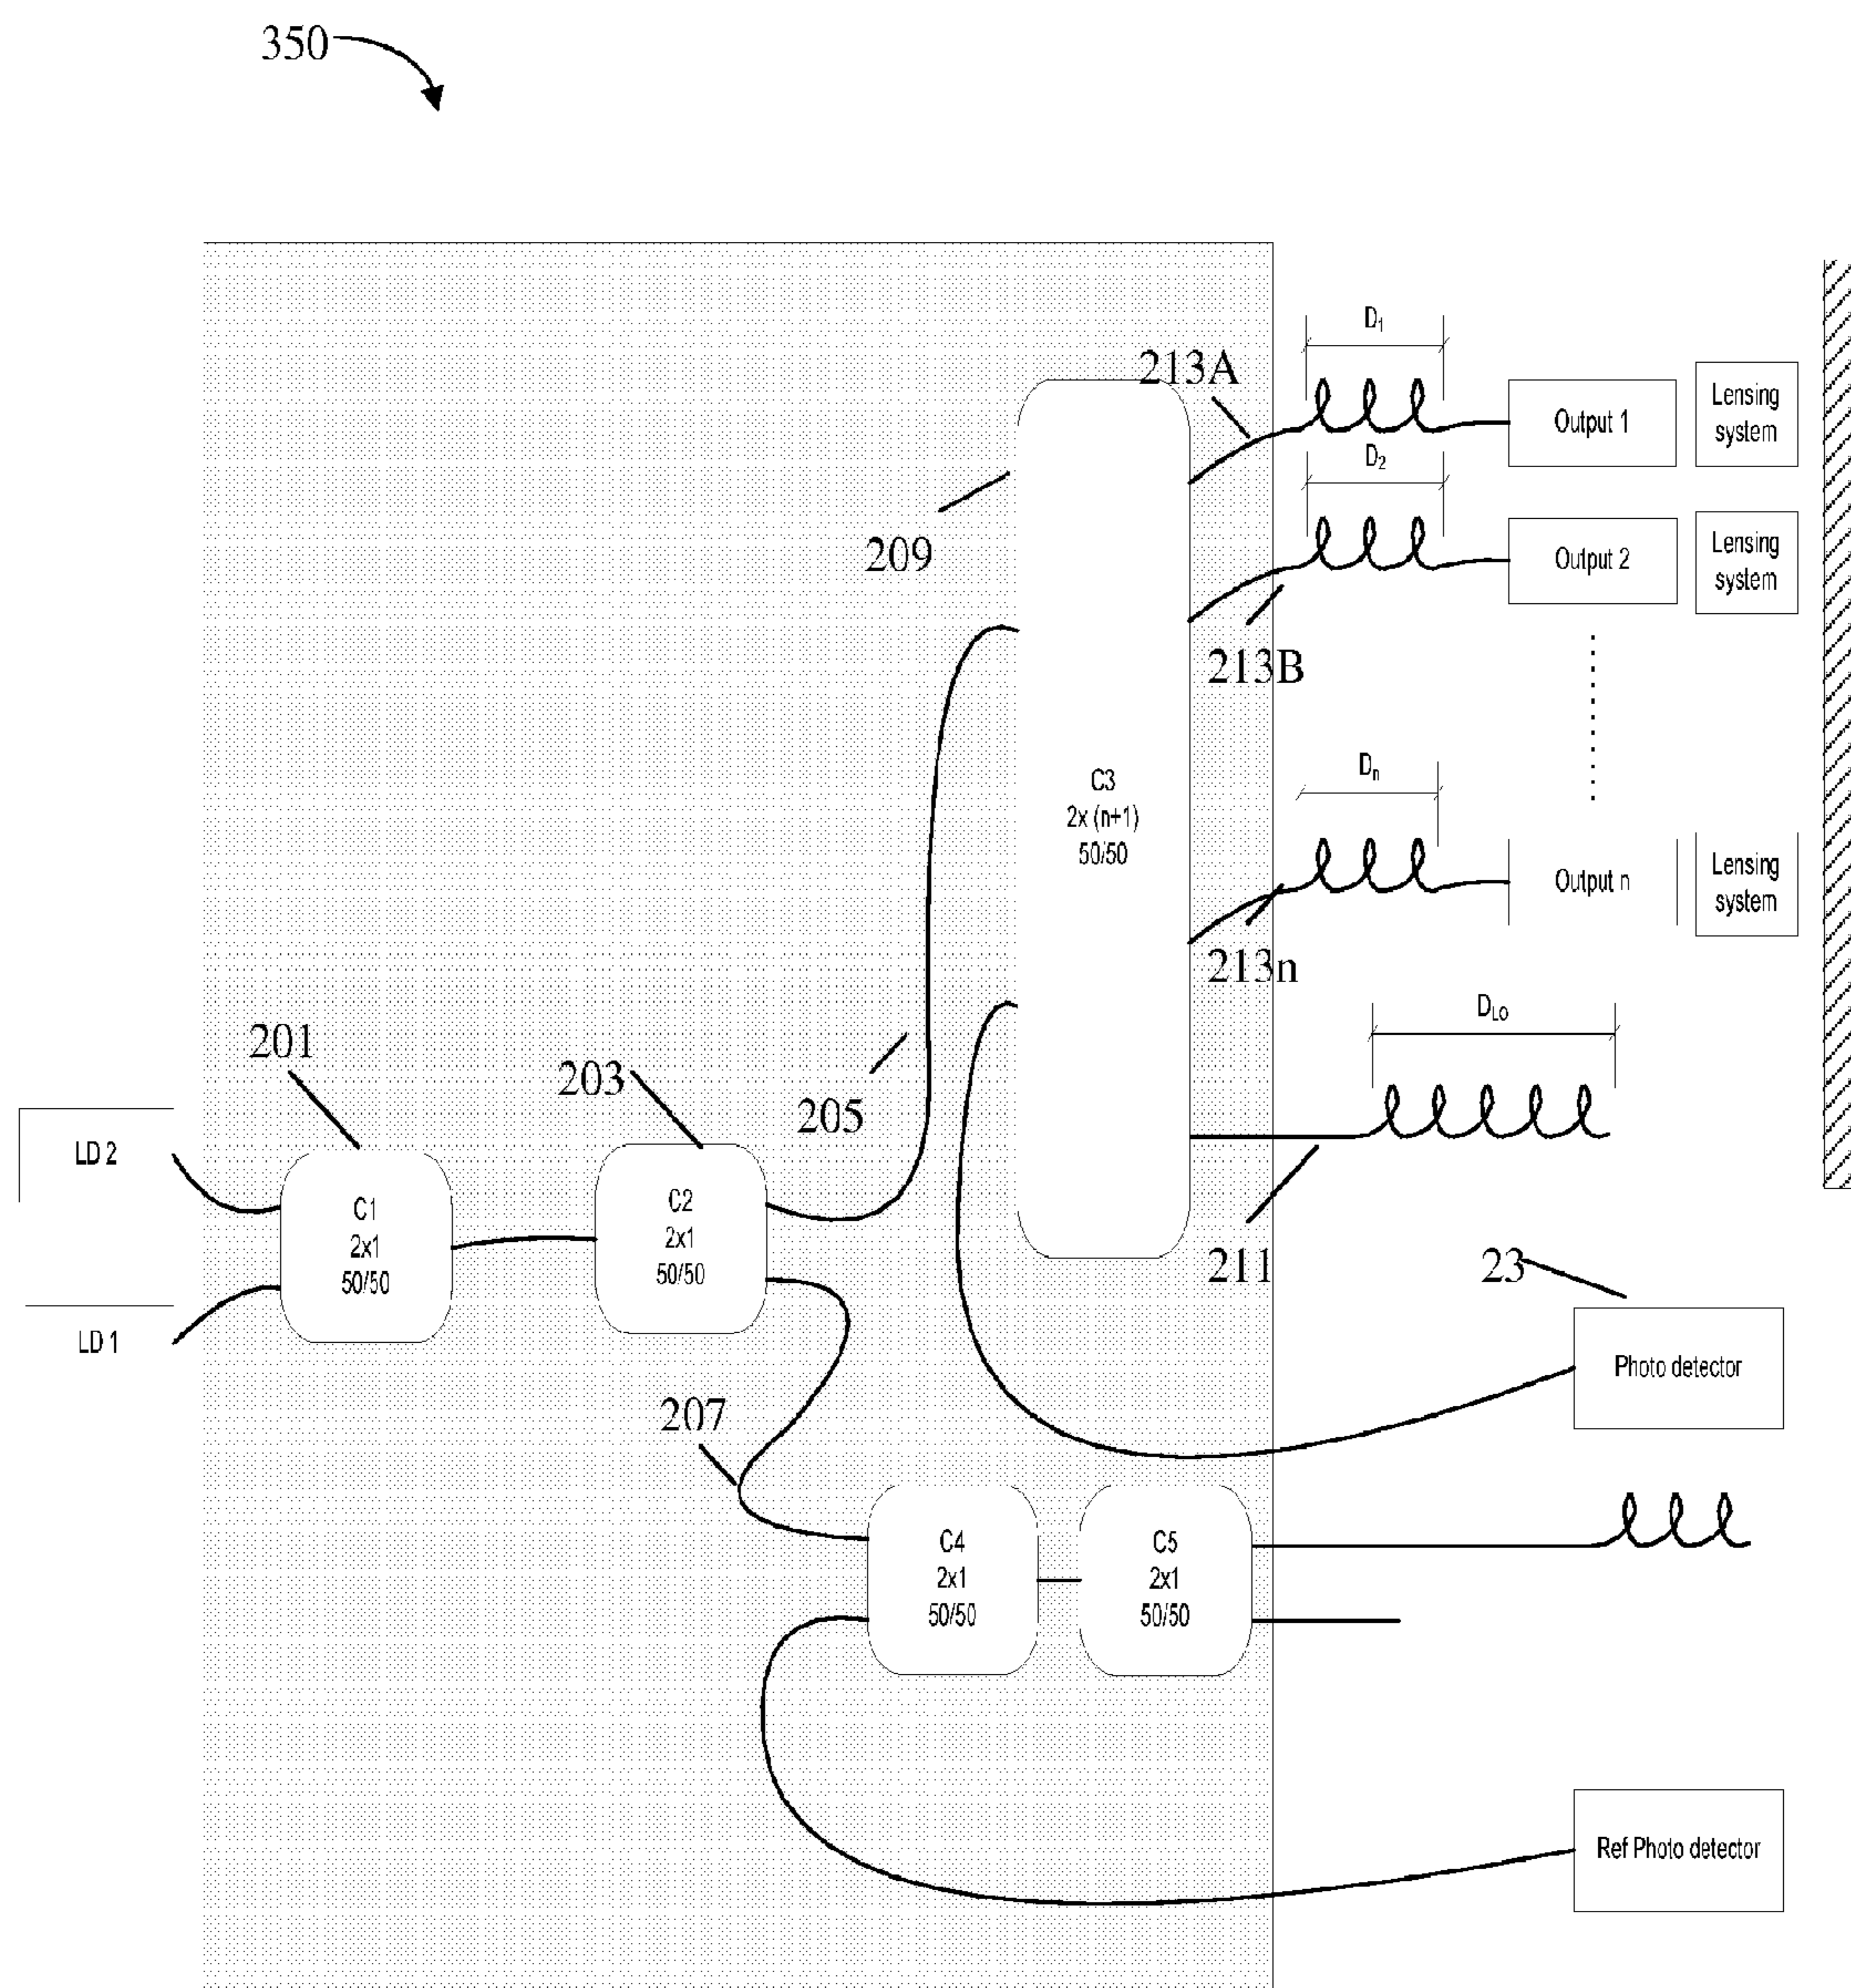 350
D1
213A
Output 1
Lensing
system
D2
209
Output 2
Lensing
system
213B
Dn
C3
2x (n+1)
50/50
Output n
Lensing
system
213n
DLO
201
203
205
LD 2
C1
2x1
50/50
C2
2x1
50/50
211
23
LD 1
Photo detector
207
C4
2x1
50/50
C5
2x1
50/50
Ref Photo detector